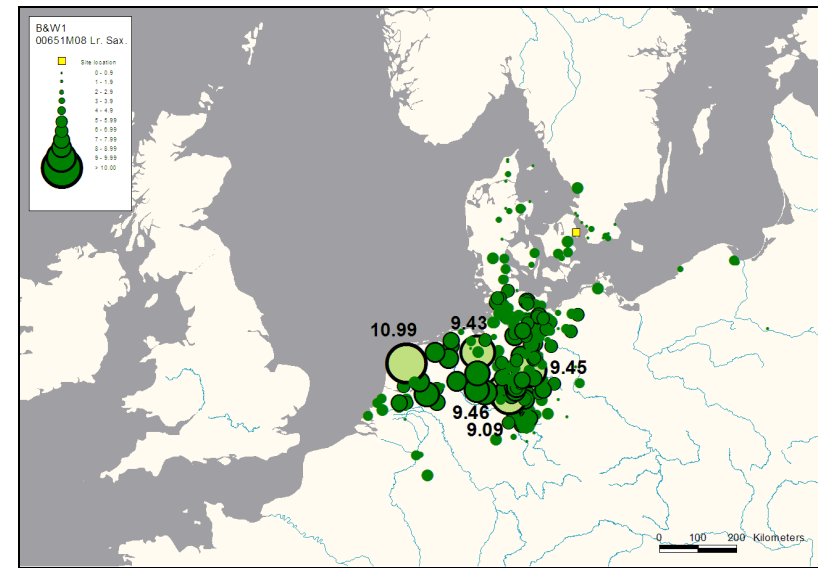 B&W1
00651M08 Lr. Sax.
Site location
0 - 0.9
1 - 1.9
2 - 2.9
3 - 3.9
4 - 4.9
5 - 5.99
6 - 6.99
7 - 7.99
8 - 8.99
9 - 9.99
> 10.00
10.99
9.43
9.45
9.46
9.09
0 100 200 Kilometers